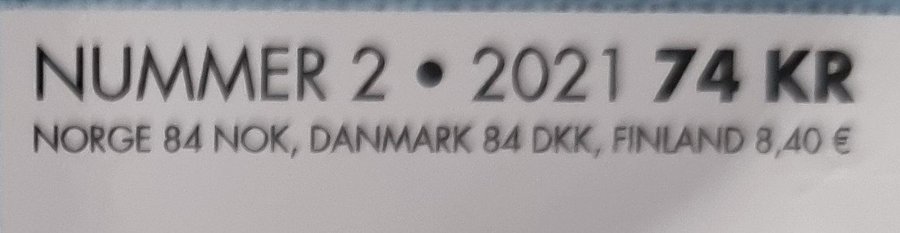 NUMMER 2 • 2021 74 KR
NORGE 84 NOK, DANMARK 84 DKK, FINLAND 8,40 €